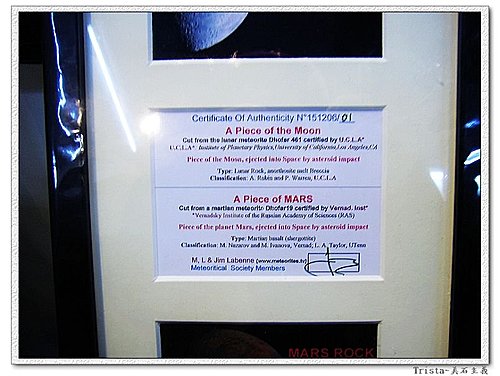 Certificate Of Authenticity N°151206/01
A Piece of the Moon
Cut from the lunar meteorite Dhofar 461 certified by U.C.L.A*
U.C.L.A* Institute of Planetary Physics,University of California,Los Angeles,CA
Piece of the Moon, ejected into Space by asteroid impact
Type: Lunar Rock, anorthosite melt Breccia
Classification: A. Rubin and P. Warren, U.C.L.A
A Piece of MARS
Cut from a martian meteorite Dhofar19 certified by Vernad. Inst*
*Vernadsky Institute of the Russian Academy of Sciences (RAS)
Piece of the planet Mars, ejected into Space by asteroid impact
Type: Martian basalt (shergottite)
Classification: M. Nazarov and M. Ivanova, Vernad; L. A. Taylor, UTenn
M, L & Jim Labenne (www.meteorites.tv)
Meteoritical Society Members
MARS ROCK
Trista-美石主義